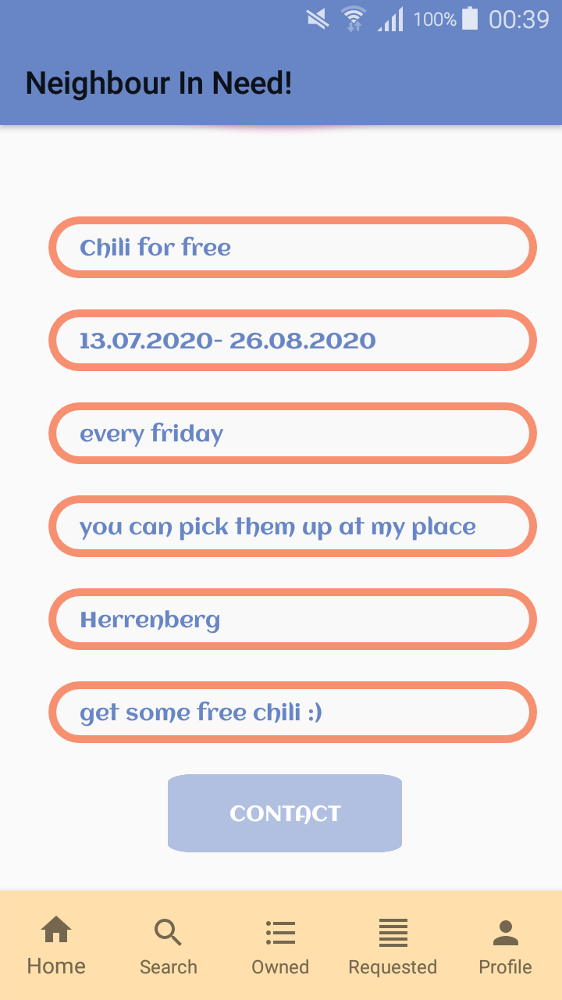 100% 00:39
Neighbour In Need!
Chili for free
13.07.2020- 26.08.2020
every friday
you can pick them up at my place
Herrenberg
get some free chili :)
CONTACT
Home Search Owned Requested Profile